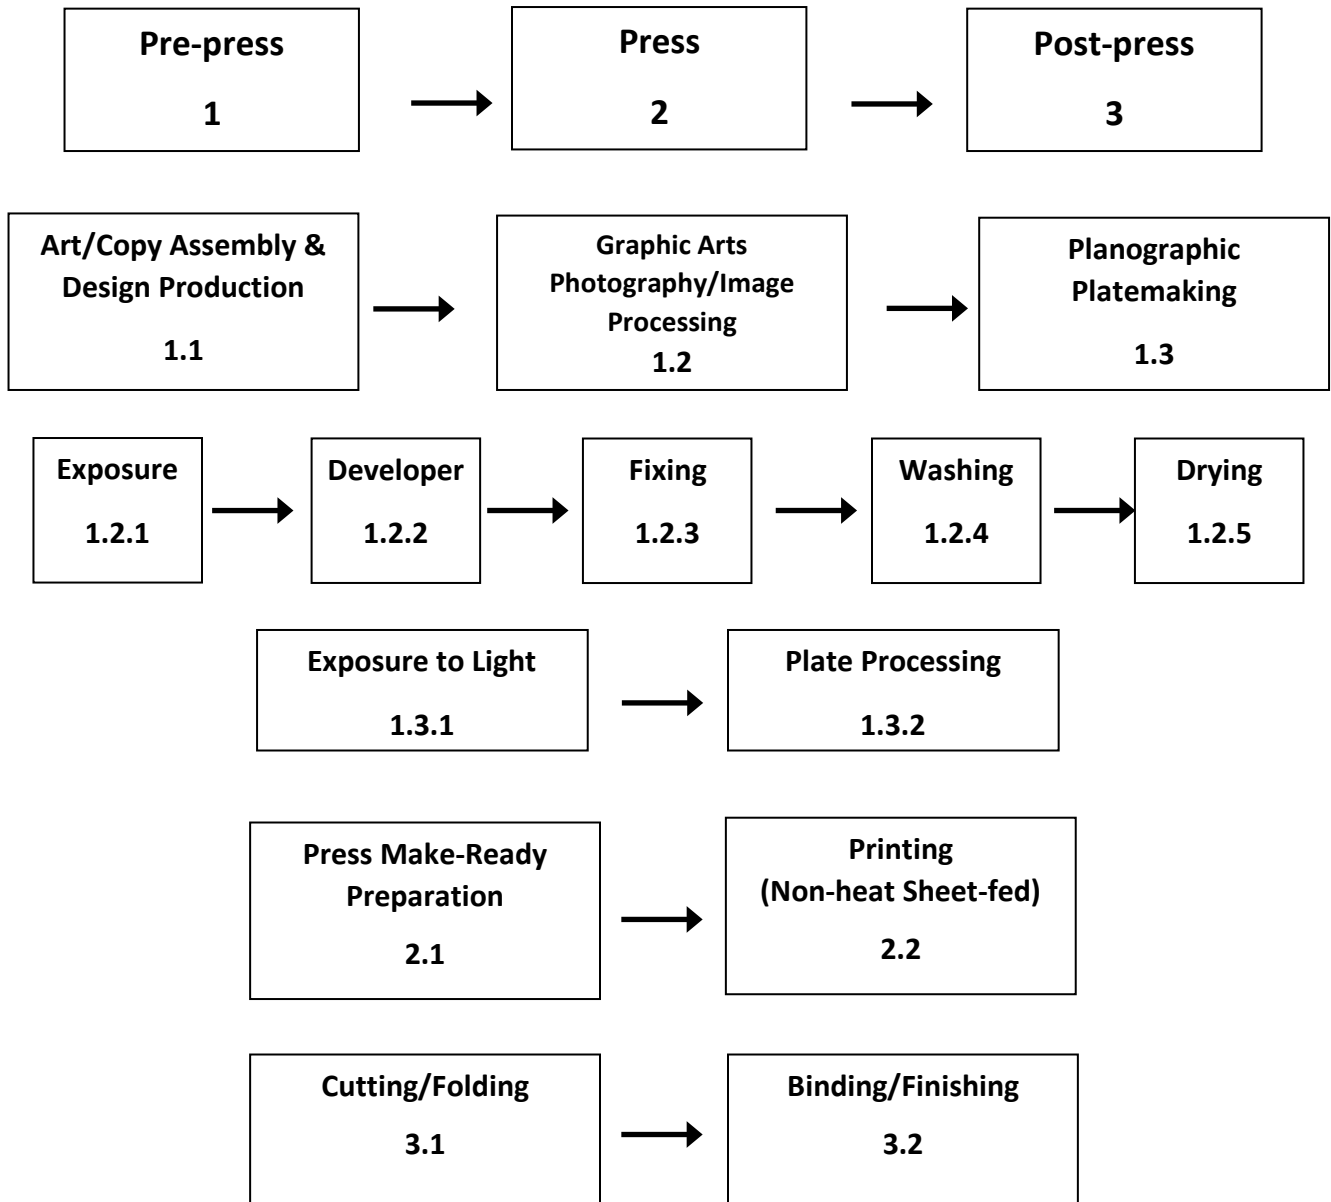 Pre-press
1
Press
2
Post-press
3
Art/Copy Assembly &
Design Production
1.1
Graphic Arts
Photography/Image
Processing
1.2
Planographic
Platemaking
1.3
Exposure
1.2.1
Developer
1.2.2
Fixing
1.2.3
Washing
1.2.4
Drying
1.2.5
Exposure to Light
1.3.1
Plate Processing
1.3.2
Press Make-Ready
Preparation
2.1
Printing
(Non-heat Sheet-fed)
2.2
Cutting/Folding
3.1
Binding/Finishing
3.2